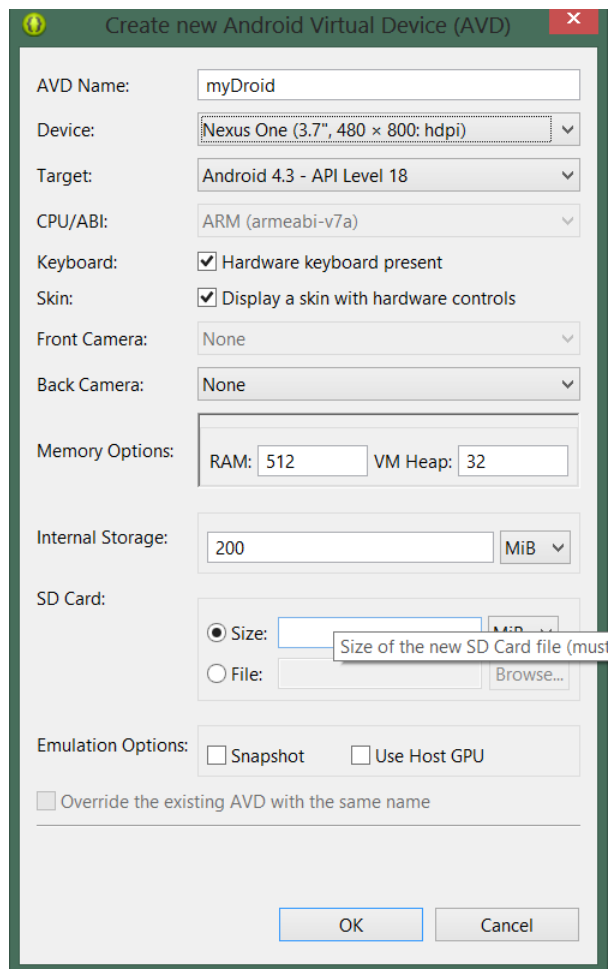 Create new Android Virtual Device (AVD)
AVD Name: myDroid
Device: Nexus One (3.7", 480 × 800: hdpi)
Target: Android 4.3 - API Level 18
CPU/ABI: ARM (armeabi-v7a)
Keyboard: Hardware keyboard present
Skin: Display a skin with hardware controls
Front Camera: None
Back Camera: None
Memory Options: RAM: 512 VM Heap: 32
Internal Storage: 200 MiB
SD Card:
Size:
Size of the new SD Card file (must
File: Browse...
Emulation Options: Snapshot Use Host GPU
Override the existing AVD with the same name
OK Cancel